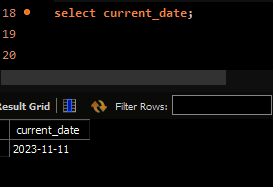 18 select current_date;
19
20
Result Grid Filter Rows:
current_date
2023-11-11